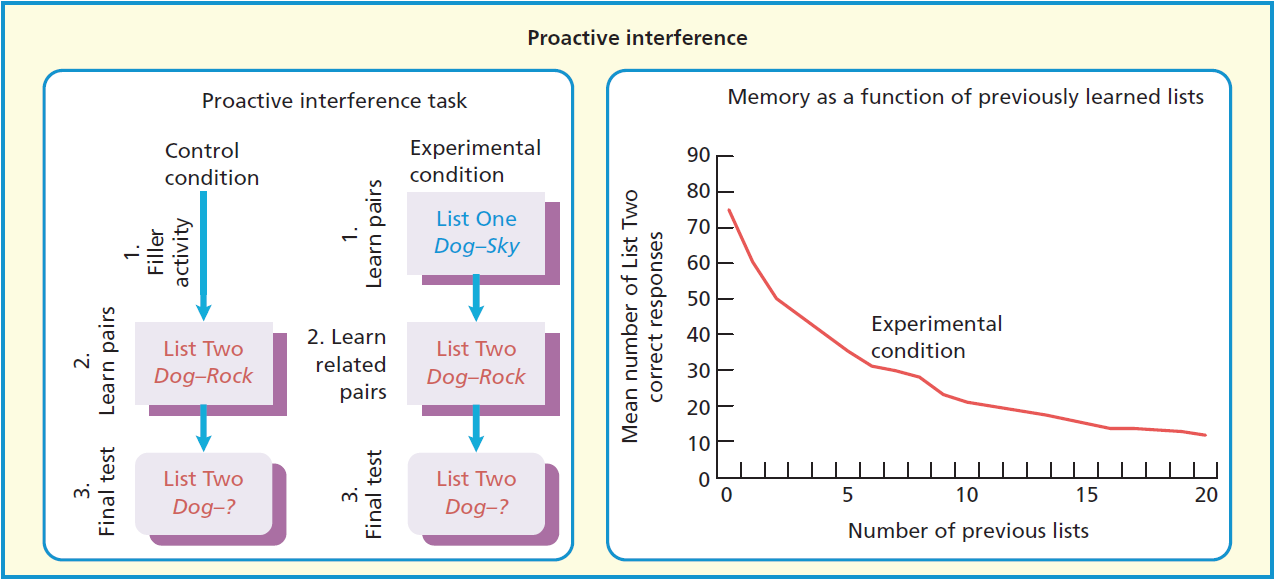 Proactive interference
Proactive interference task
Control
condition
1.
Filler
activity
2.
Learn pairs
List Two
Dog–Rock
3.
Final test
List Two
Dog–?
Experimental
condition
1.
Learn pairs
List One
Dog–Sky
2. Learn
related
pairs
List Two
Dog–Rock
3.
Final test
List Two
Dog–?
Memory as a function of previously learned lists
Mean number of List Two
correct responses
90
80
70
60
50
40
30
20
10
0
Experimental
condition
0 5 10 15 20
Number of previous lists